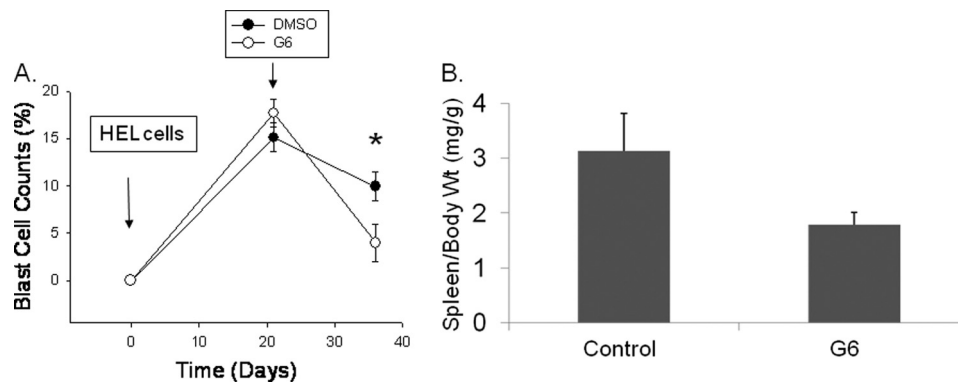 DMSO
G6
A.
20
15
10
5
0
HEL cells
*
Blast Cell Counts (%)
0
10
20
30
40
Time (Days)
B.
4
3
2
1
0
Spleen/Body Wt (mg/g)
Control
G6